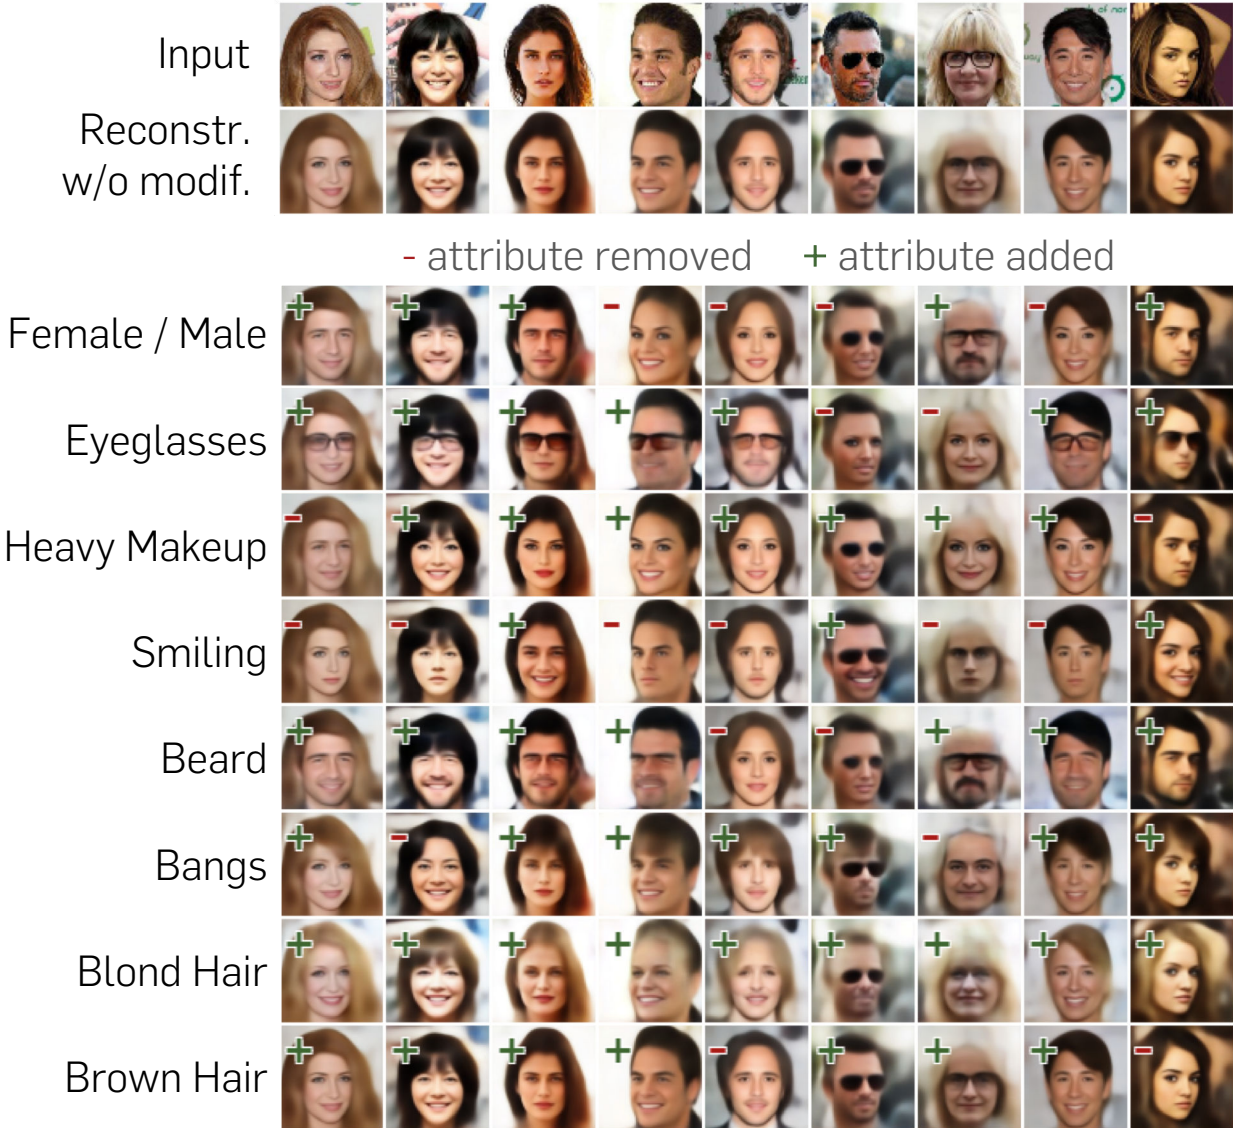 Input
Reconstr.
w/o modif.
- attribute removed + attribute added
Female / Male
+ + + - - - + - +
Eyeglasses
+ + + + + - - + +
Heavy Makeup
- + + + + + + + -
Smiling
- - + - - + - - +
Beard
+ + + + - - + + +
Bangs
+ - + + + + - + +
Blond Hair
+ + + + + + + + +
Brown Hair
+ + + + - + + + -